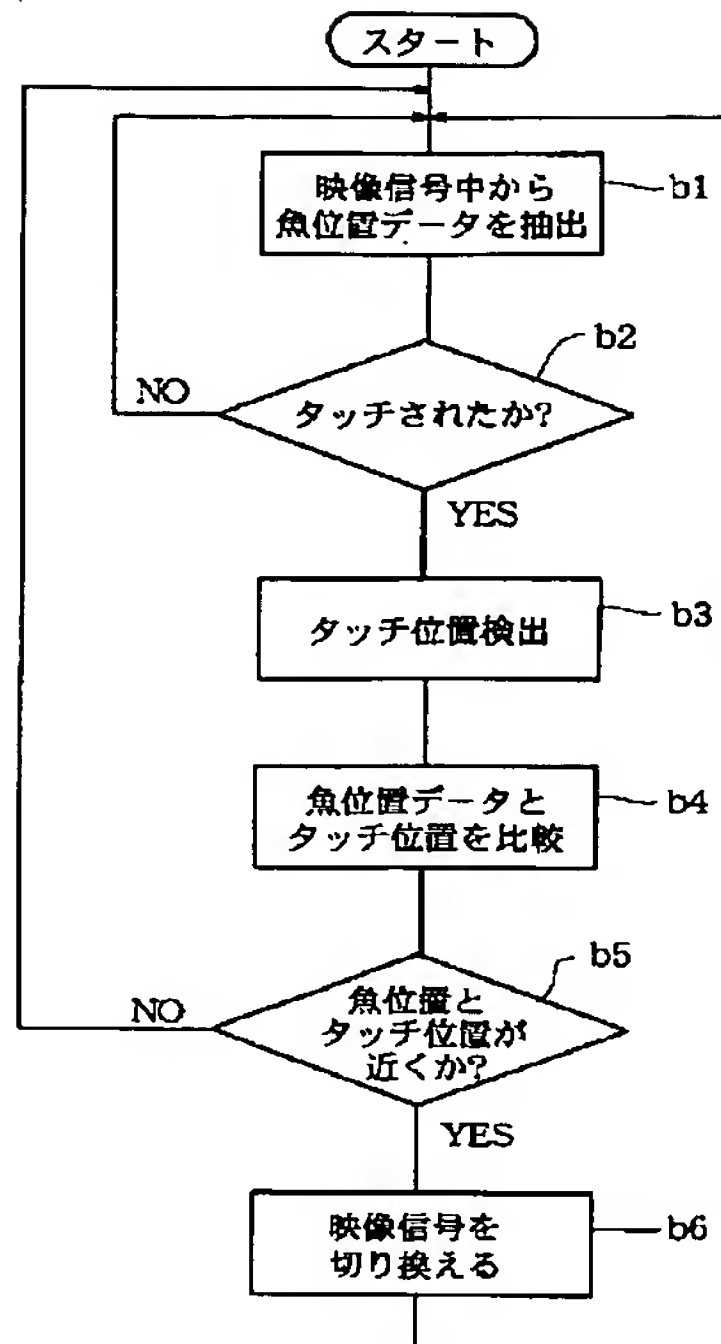 スタート
映像信号中から
魚位置データを抽出
b1
b2
タッチされたか?
NO
YES
タッチ位置検出
b3
魚位置データと
タッチ位置を比較
b4
b5
魚位置と
タッチ位置が
近くか?
NO
YES
映像信号を
切り換える
b6